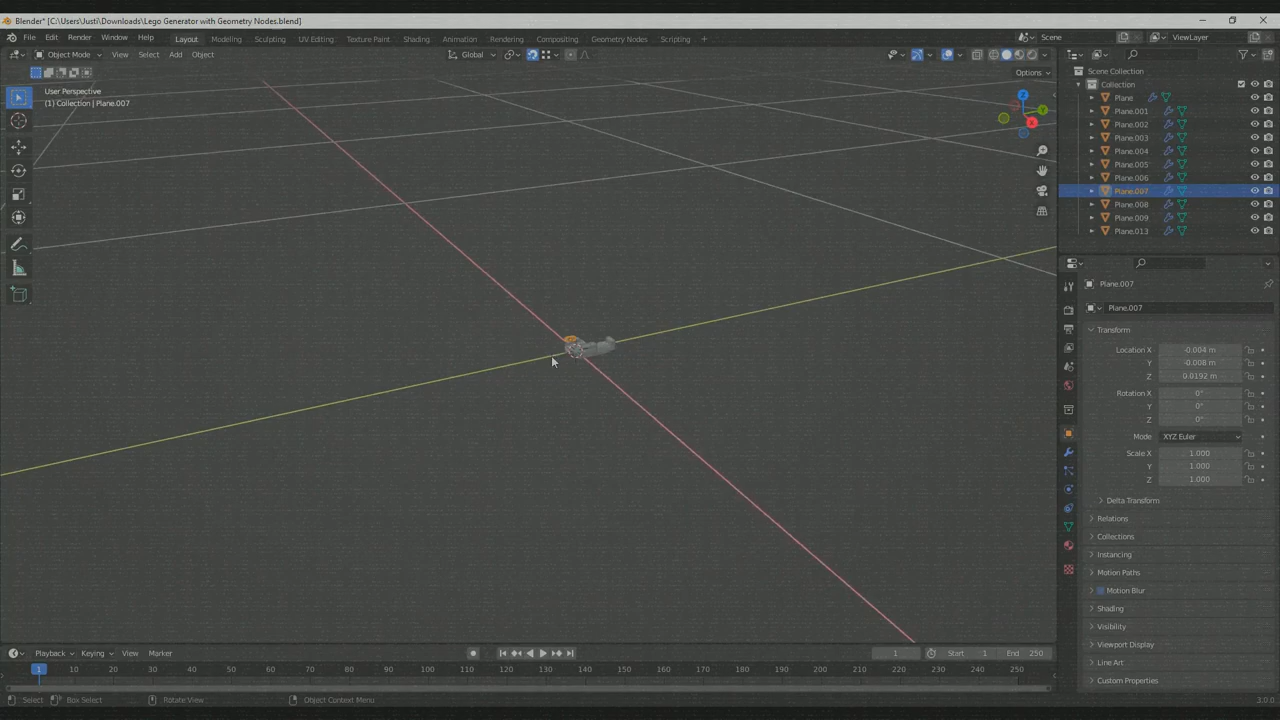 Blender* [C:\Users\Justi\Downloads\Lego Generator with Geometry Nodes.blend]
File Edit Render Window Help Layout Modeling Sculpting UV Editing Texture Paint Shading Animation Rendering Compositing Geometry Nodes Scripting Scene ViewLayer
Object Mode View Select Add Object Global
Options
User Perspective
(1) Collection | Plane.007
Z
Y
X
Scene Collection
Collection
Plane
Plane.001
Plane.002
Plane.003
Plane.004
Plane.005
Plane.006
Plane.007
Plane.008
Plane.009
Plane.013
Plane.007
Plane.007
Transform
Location X -0.004 m
Y -0.008 m
Z 0.0192 m
Rotation X 0°
Y 0°
Z 0°
Mode XYZ Euler
Scale X 1.000
Y 1.000
Z 1.000
Delta Transform
Relations
Collections
Instancing
Motion Paths
Motion Blur
Shading
Visibility
Viewport Display
Line Art
Custom Properties
Playback Keying View Marker 1 Start 1 End 250
1 10 20 30 40 50 60 70 80 90 100 110 120 130 140 150 160 170 180 190 200 210 220 230 240 250
Select Box Select Rotate View Object Context Menu 3.0.0